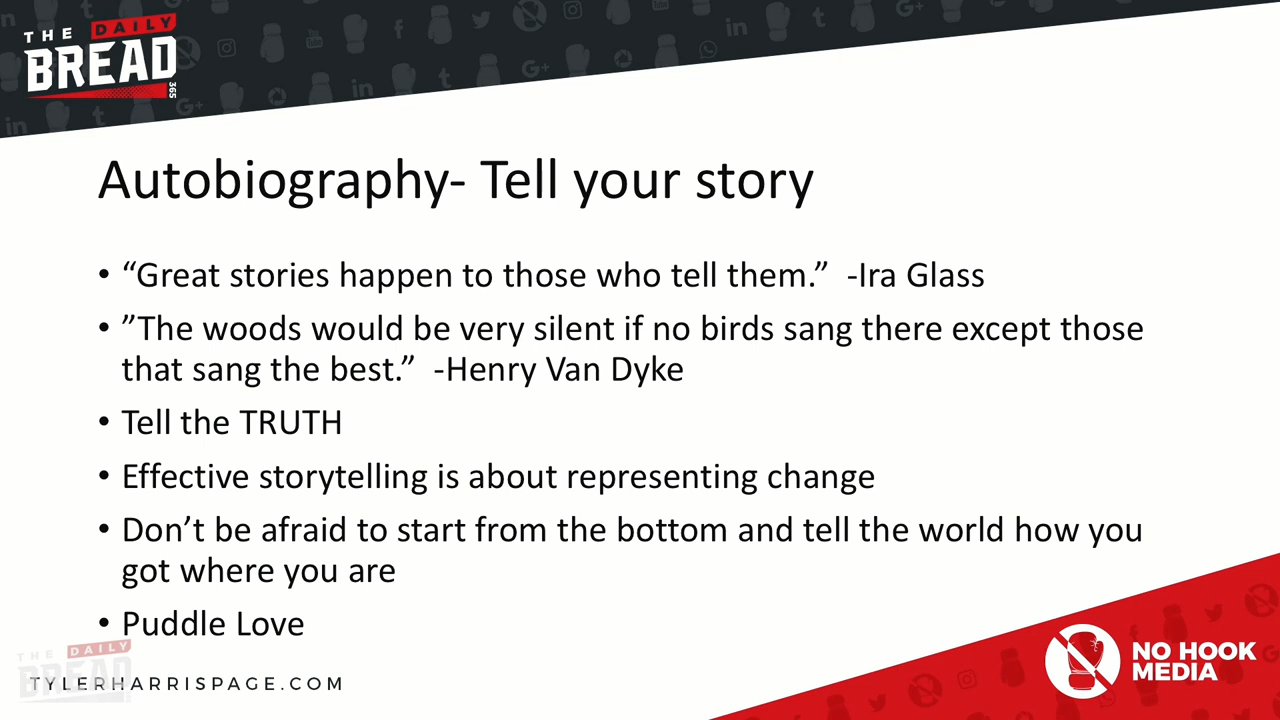 THE DAILY
BREAD
365
Autobiography- Tell your story
• “Great stories happen to those who tell them.”  -Ira Glass
• ”The woods would be very silent if no birds sang there except those
that sang the best.”  -Henry Van Dyke
• Tell the TRUTH
• Effective storytelling is about representing change
• Don’t be afraid to start from the bottom and tell the world how you
got where you are
• Puddle Love
THE DAILY
BREAD
TYLERHARRISPAGE.COM
NO HOOK
MEDIA